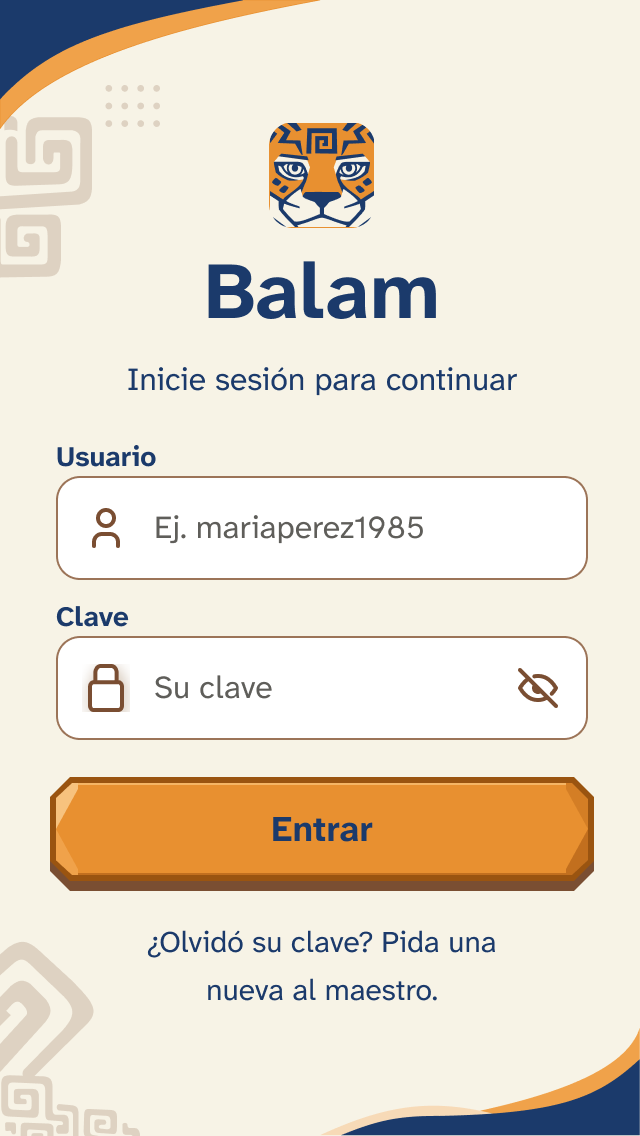 Balam
Inicie sesión para continuar
Usuario
Ej. mariaperez1985
Clave
Su clave
Entrar
¿Olvidó su clave? Pida una
nueva al maestro.